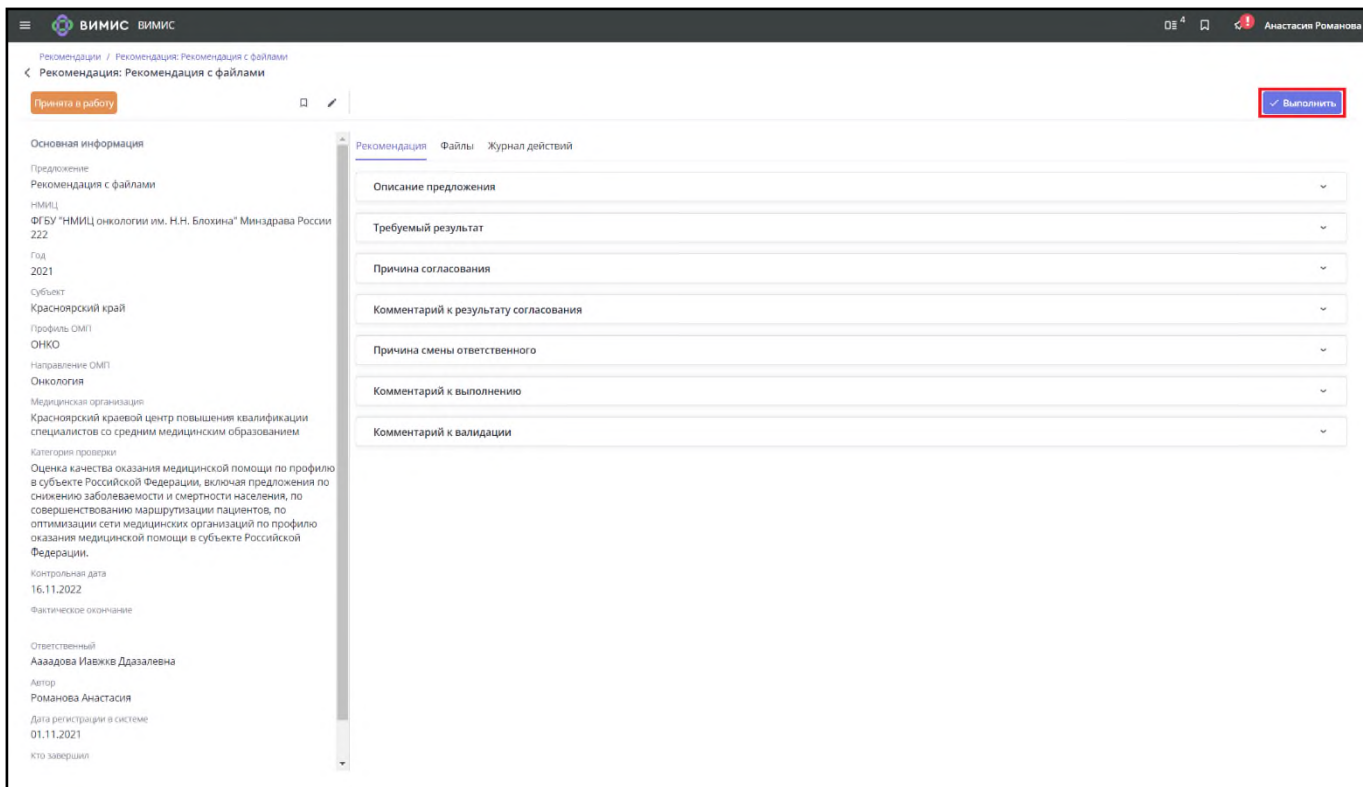 ВИМИС ВИМИС
4
Анастасия Романова
Рекомендации / Рекомендация: Рекомендация с файлами
Рекомендация: Рекомендация с файлами
Принята в работу
Выполнить
Основная информация
Предложение
Рекомендация с файлами
НМИЦ
ФГБУ "НМИЦ онкологии им. Н.Н. Блохина" Минздрава России
222
Год
2021
Субъект
Красноярский край
Профиль ОМП
ОНКО
Направление ОМП
Онкология
Медицинская организация
Красноярский краевой центр повышения квалификации
специалистов со средним медицинским образованием
Категория проверки
Оценка качества оказания медицинской помощи по профилю
в субъекте Российской Федерации, включая предложения по
снижению заболеваемости и смертности населения, по
совершенствованию маршрутизации пациентов, по
оптимизации сети медицинских организаций по профилю
оказания медицинской помощи в субъекте Российской
Федерации.
Контрольная дата
16.11.2022
Фактическое окончание
Ответственный
Аааадова Иавжкв Ддазалевна
Автор
Романова Анастасия
Дата регистрации в системе
01.11.2021
Кто завершил
Рекомендация Файлы Журнал действий
Описание предложения
Требуемый результат
Причина согласования
Комментарий к результату согласования
Причина смены ответственного
Комментарий к выполнению
Комментарий к валидации